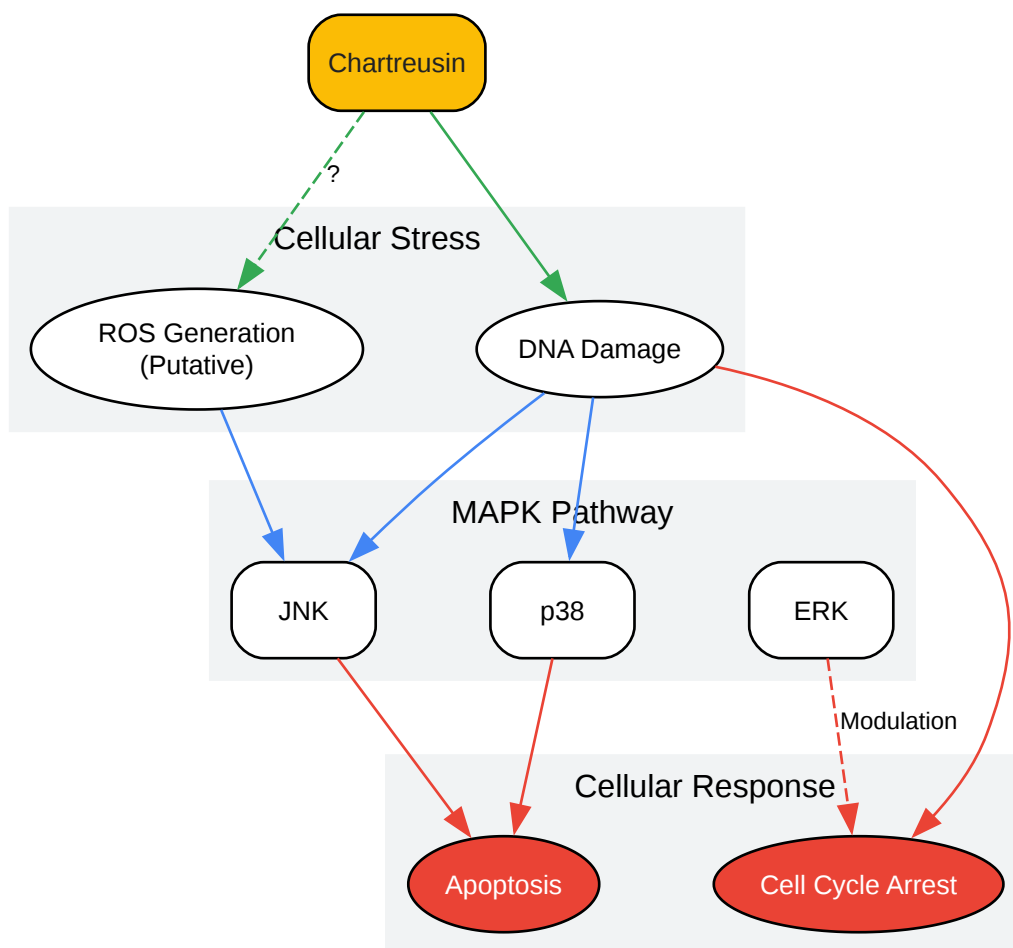 Chartreusin
?
Cellular Stress
ROS Generation
(Putative)
DNA Damage
MAPK Pathway
JNK
p38
ERK
Modulation
Cellular Response
Apoptosis
Cell Cycle Arrest